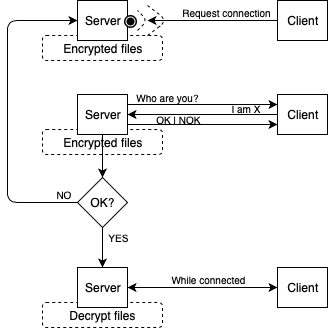 Server
Request connection
Client
Encrypted files
Who are you?
Server
I am X
Client
OK | NOK
Encrypted files
NO
OK?
YES
Server
While connected
Client
Decrypt files